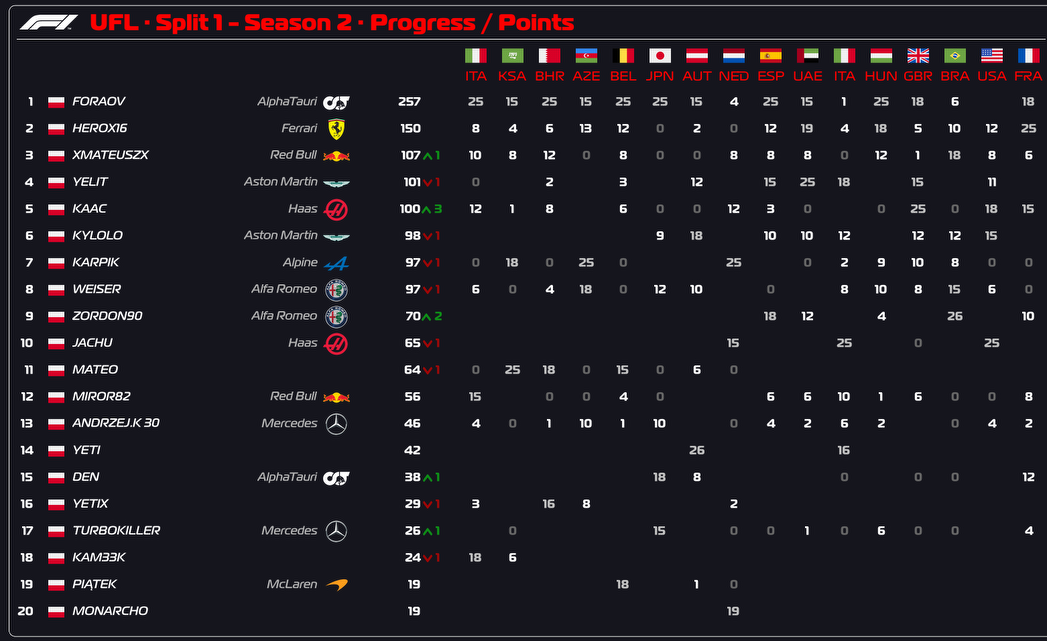 UFL · Split 1 - Season 2 · Progress / Points
ITA KSA BHR AZE BEL JPN AUT NED ESP UAE ITA HUN GBR BRA USA FRA
1 FORAOV AlphaTauri 257 25 15 25 15 25 25 15 4 25 15 1 25 18 6 18
2 HEROX16 Ferrari 150 8 4 6 13 12 0 2 0 12 19 4 18 5 10 12 25
3 XMATEUSZX Red Bull 107 1 10 8 12 0 8 0 0 8 8 8 0 12 1 18 8 6
4 YELIT Aston Martin 101 1 0 2 3 12 15 25 18 15 11
5 KAAC Haas 100 3 12 1 8 6 0 0 12 3 0 0 25 0 18 15
6 KYLOLO Aston Martin 98 1 9 18 10 10 12 12 12 15
7 KARPIK Alpine 97 1 0 18 0 25 0 25 0 2 9 10 8 0 0
8 WEISER Alfa Romeo 97 1 6 0 4 18 0 12 10 0 8 10 8 15 6 0
9 ZORDON90 Alfa Romeo 70 2 18 12 4 26 10
10 JACHU Haas 65 1 15 25 0 25
11 MATEO 64 1 0 25 18 0 15 0 6 0
12 MIROR82 Red Bull 56 15 0 0 4 0 6 6 10 1 6 0 0 8
13 ANDRZEJ.K 30 Mercedes 46 4 0 1 10 1 10 0 4 2 6 2 0 4 2
14 YETI 42 26 16
15 DEN AlphaTauri 38 1 18 8 0 0 0 12
16 YETIX 29 1 3 16 8 2
17 TURBOKILLER Mercedes 26 1 0 15 0 0 1 0 6 0 0 4
18 KAM33K 24 1 18 6
19 PIĄTEK McLaren 19 18 1 0
20 MONARCHO 19 19